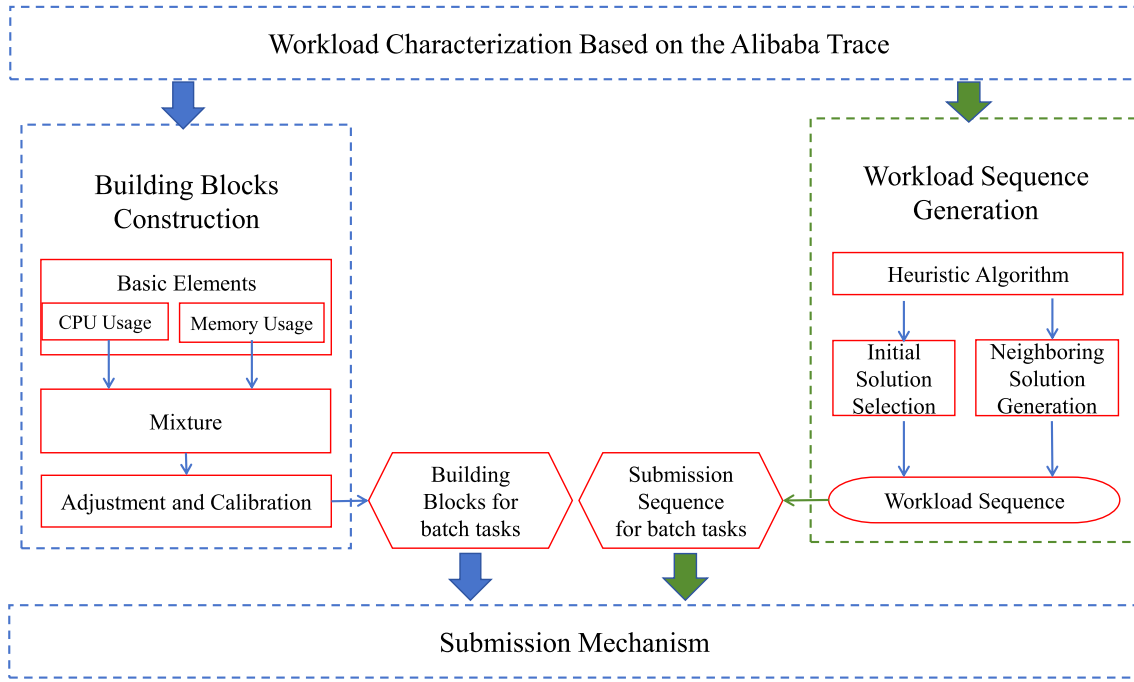 Workload Characterization Based on the Alibaba Trace
Building Blocks
Construction
Basic Elements
CPU Usage
Memory Usage
Mixture
Adjustment and Calibration
Building
Blocks for
batch tasks
Submission
Sequence
for batch tasks
Workload Sequence
Generation
Heuristic Algorithm
Initial
Solution
Selection
Neighboring
Solution
Generation
Workload Sequence
Submission Mechanism